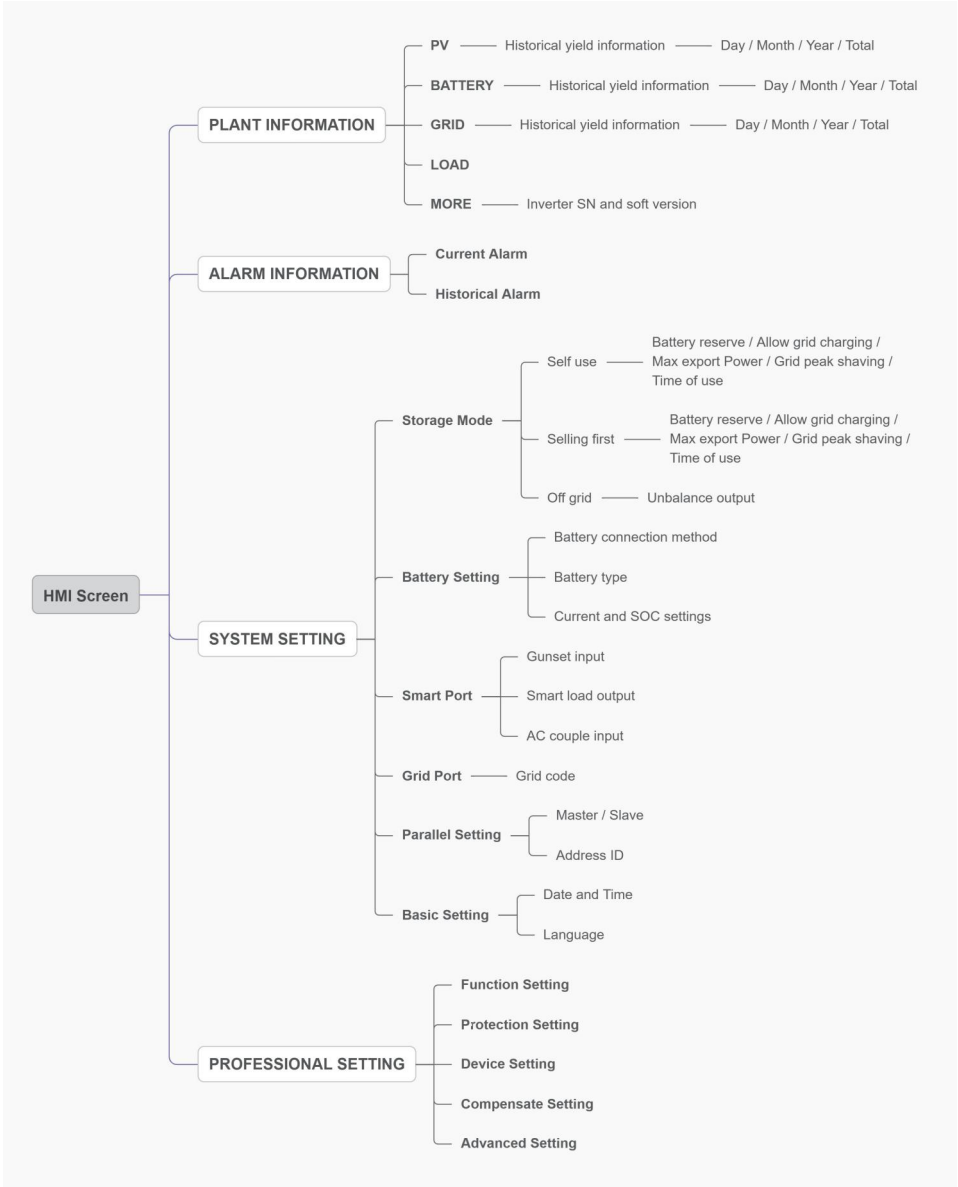 PV
Historical yield information
Day / Month / Year / Total
BATTERY
Historical yield information
Day / Month / Year / Total
PLANT INFORMATION
GRID
Historical yield information
Day / Month / Year / Total
LOAD
MORE
Inverter SN and soft version
ALARM INFORMATION
Current Alarm
Historical Alarm
HMI Screen
SYSTEM SETTING
Storage Mode
Self use
Battery reserve / Allow grid charging /
Max export Power / Grid peak shaving /
Time of use
Selling first
Battery reserve / Allow grid charging /
Max export Power / Grid peak shaving /
Time of use
Off grid
Unbalance output
Battery Setting
Battery connection method
Battery type
Current and SOC settings
Smart Port
Gunset input
Smart load output
AC couple input
Grid Port
Grid code
Parallel Setting
Master / Slave
Address ID
Basic Setting
Date and Time
Language
PROFESSIONAL SETTING
Function Setting
Protection Setting
Device Setting
Compensate Setting
Advanced Setting